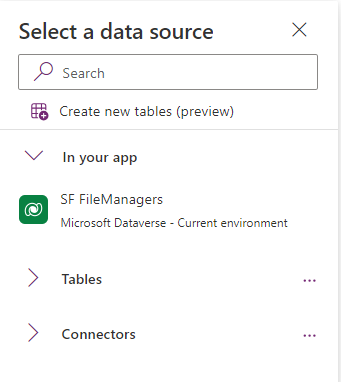 Select a data source
Search
Create new tables (preview)
In your app
SF FileManagers
Microsoft Dataverse - Current environment
Tables
Connectors